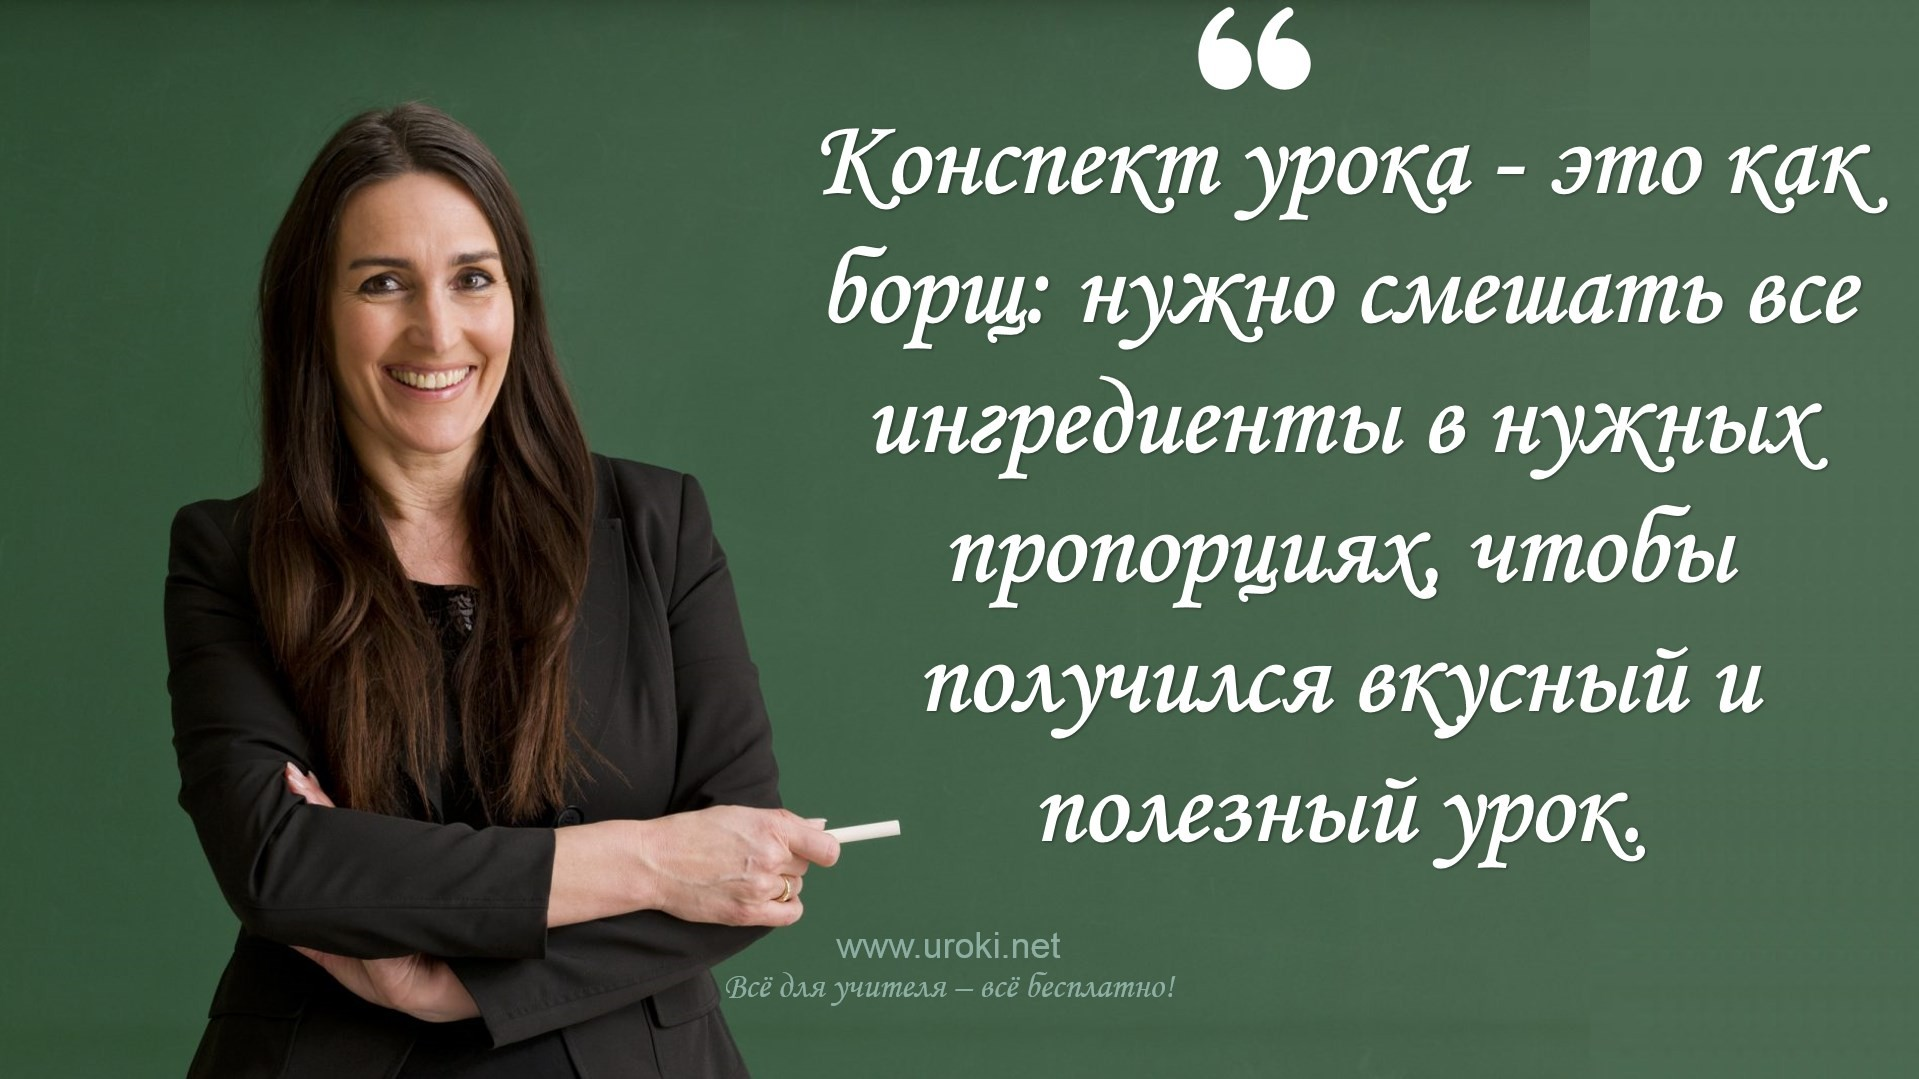 “
Конспект урока - это как
борщ: нужно смешать все
ингредиенты в нужных
пропорциях, чтобы
получился вкусный и
полезный урок.
www.uroki.net
Всё для учителя – всё бесплатно!